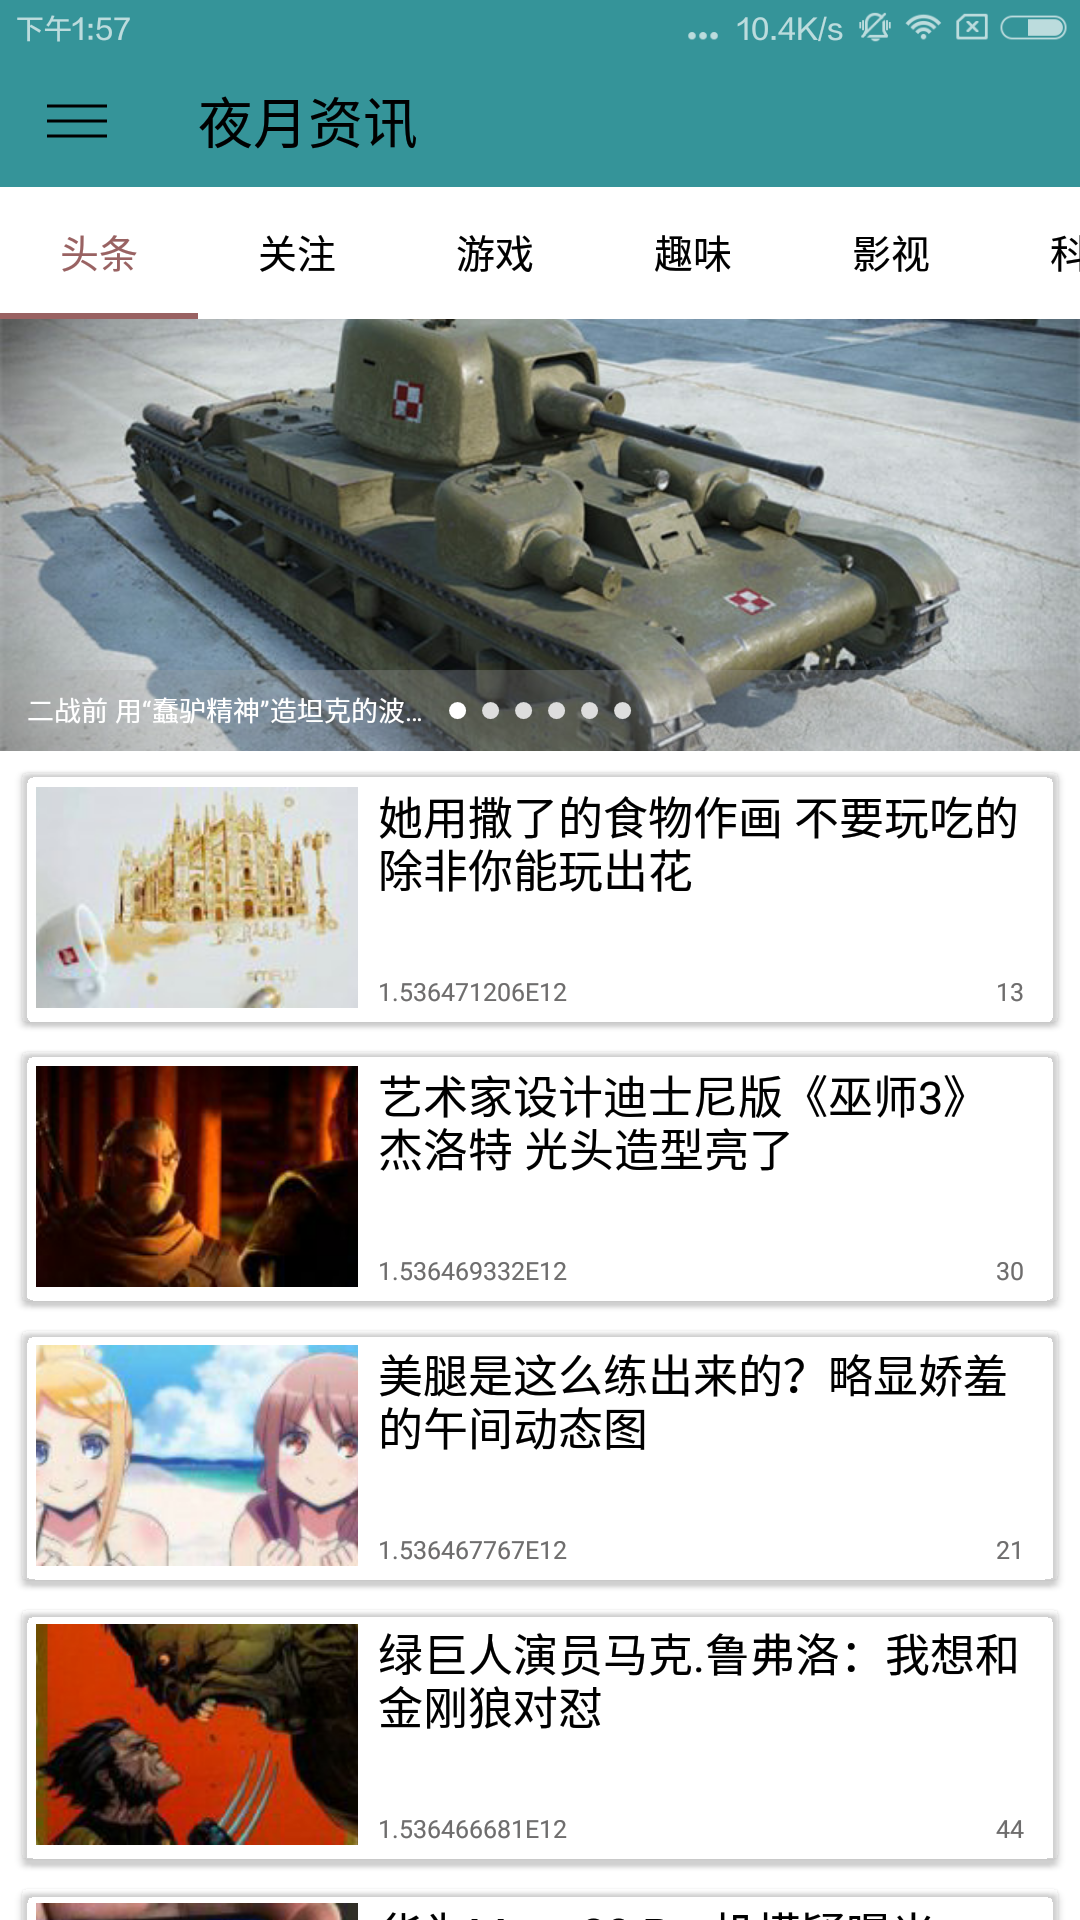 下午1:57
... 10.4K/s
夜月资讯
头条 关注 游戏 趣味 影视 科
二战前 用“蠢驴精神”造坦克的波...
她用撒了的食物作画 不要玩吃的
除非你能玩出花
1.536471206E12 13
艺术家设计迪士尼版《巫师3》
杰洛特 光头造型亮了
1.536469332E12 30
美腿是这么练出来的？略显娇羞
的午间动态图
1.536467767E12 21
绿巨人演员马克.鲁弗洛：我想和
金刚狼对怼
1.536466681E12 44